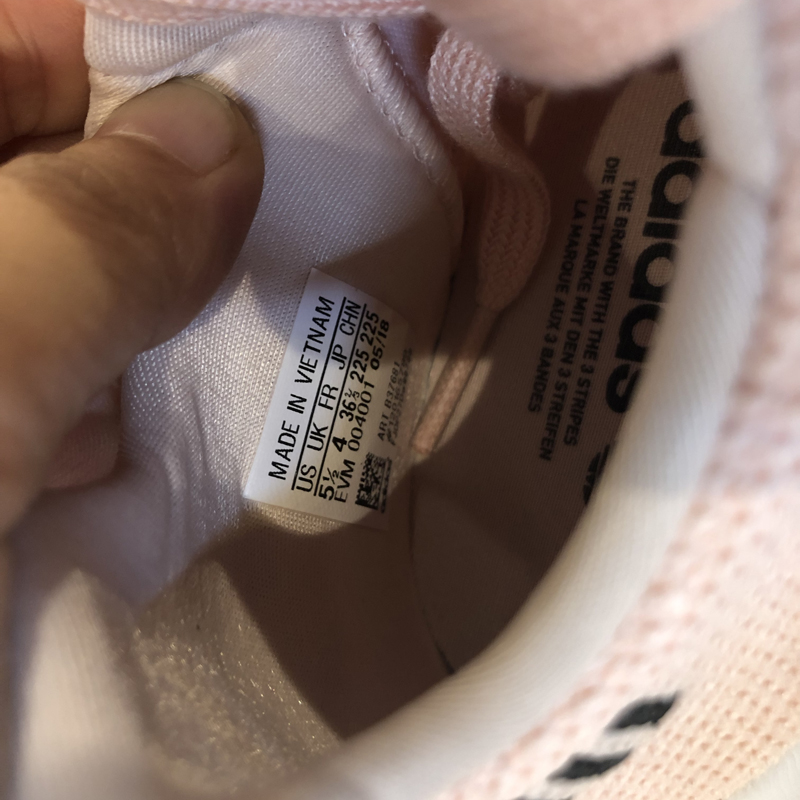 MADE IN VIETNAM
US UK FR JP CHN
5½ 4 36⅔ 225 225
EVM 004001 05/18
adidas
THE BRAND WITH THE 3 STRIPES
DIE WELTMARKE MIT DEN 3 STREIFEN
LA MARQUE AUX 3 BANDES